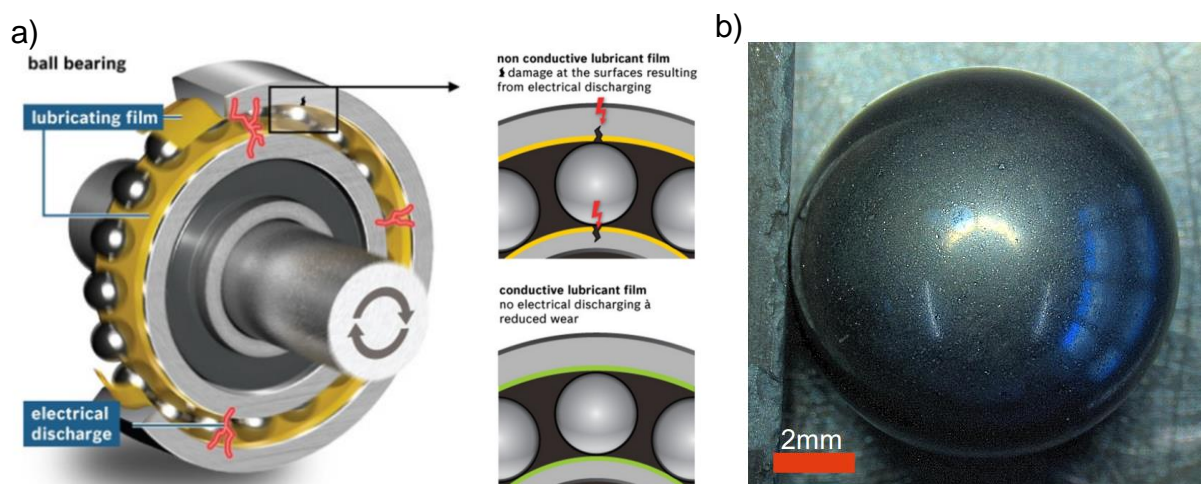 a)
ball bearing
lubricating film
electrical
discharge
non conductive lubricant film
damage at the surfaces resulting
from electrical discharging
conductive lubricant film
no electrical discharging à
reduced wear
b)
2mm